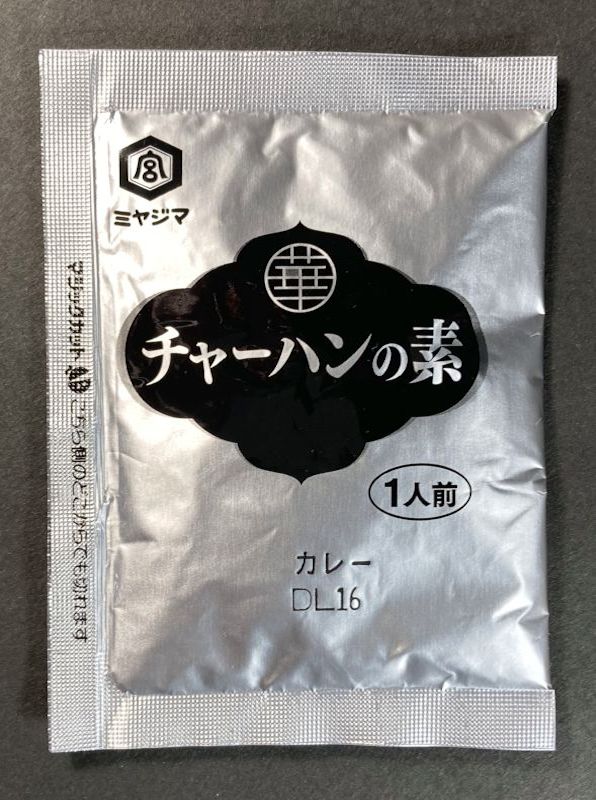 宮
ミヤジマ
華
チャーハンの素
1人前
カレー
DL16
マジックカット こちら側のどこからでも切れます